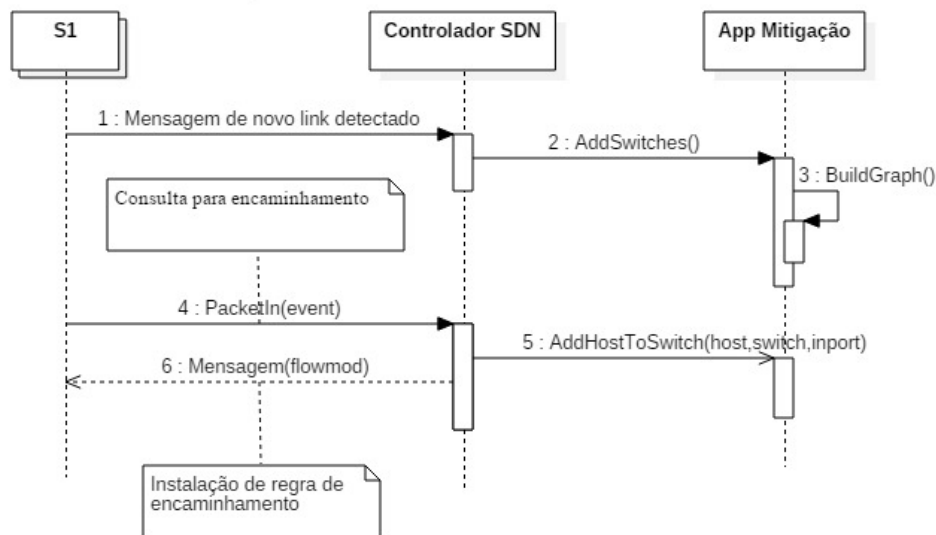 S1
Controlador SDN
App Mitigação
1 : Mensagem de novo link detectado
2 : AddSwitches()
3 : BuildGraph()
Consulta para encaminhamento
4 : PacketIn(event)
5 : AddHostToSwitch(host,switch,inport)
6 : Mensagem(flowmod)
Instalação de regra de
encaminhamento